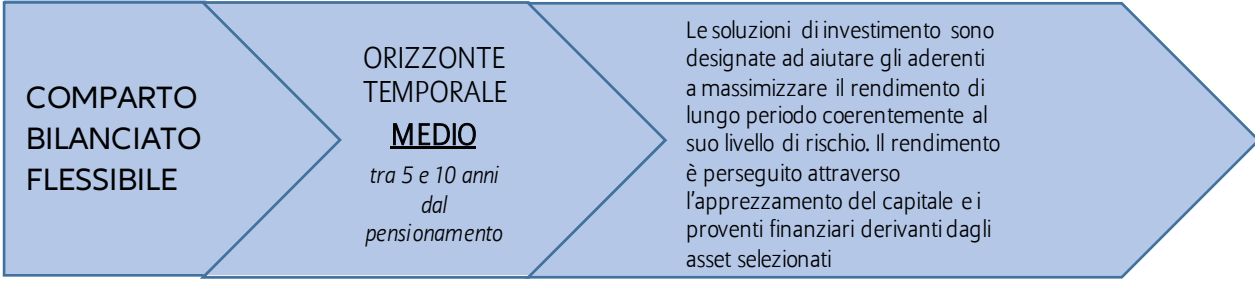 COMPARTO
BILANCIATO
FLESSIBILE
ORIZZONTE
TEMPORALE
MEDIO
tra 5 e 10 anni
dal
pensionamento
Le soluzioni di investimento sono
designate ad aiutare gli aderenti
a massimizzare il rendimento di
lungo periodo coerentemente al
suo livello di rischio. Il rendimento
è perseguito attraverso
l’apprezzamento del capitale e i
proventi finanziari derivanti dagli
asset selezionati